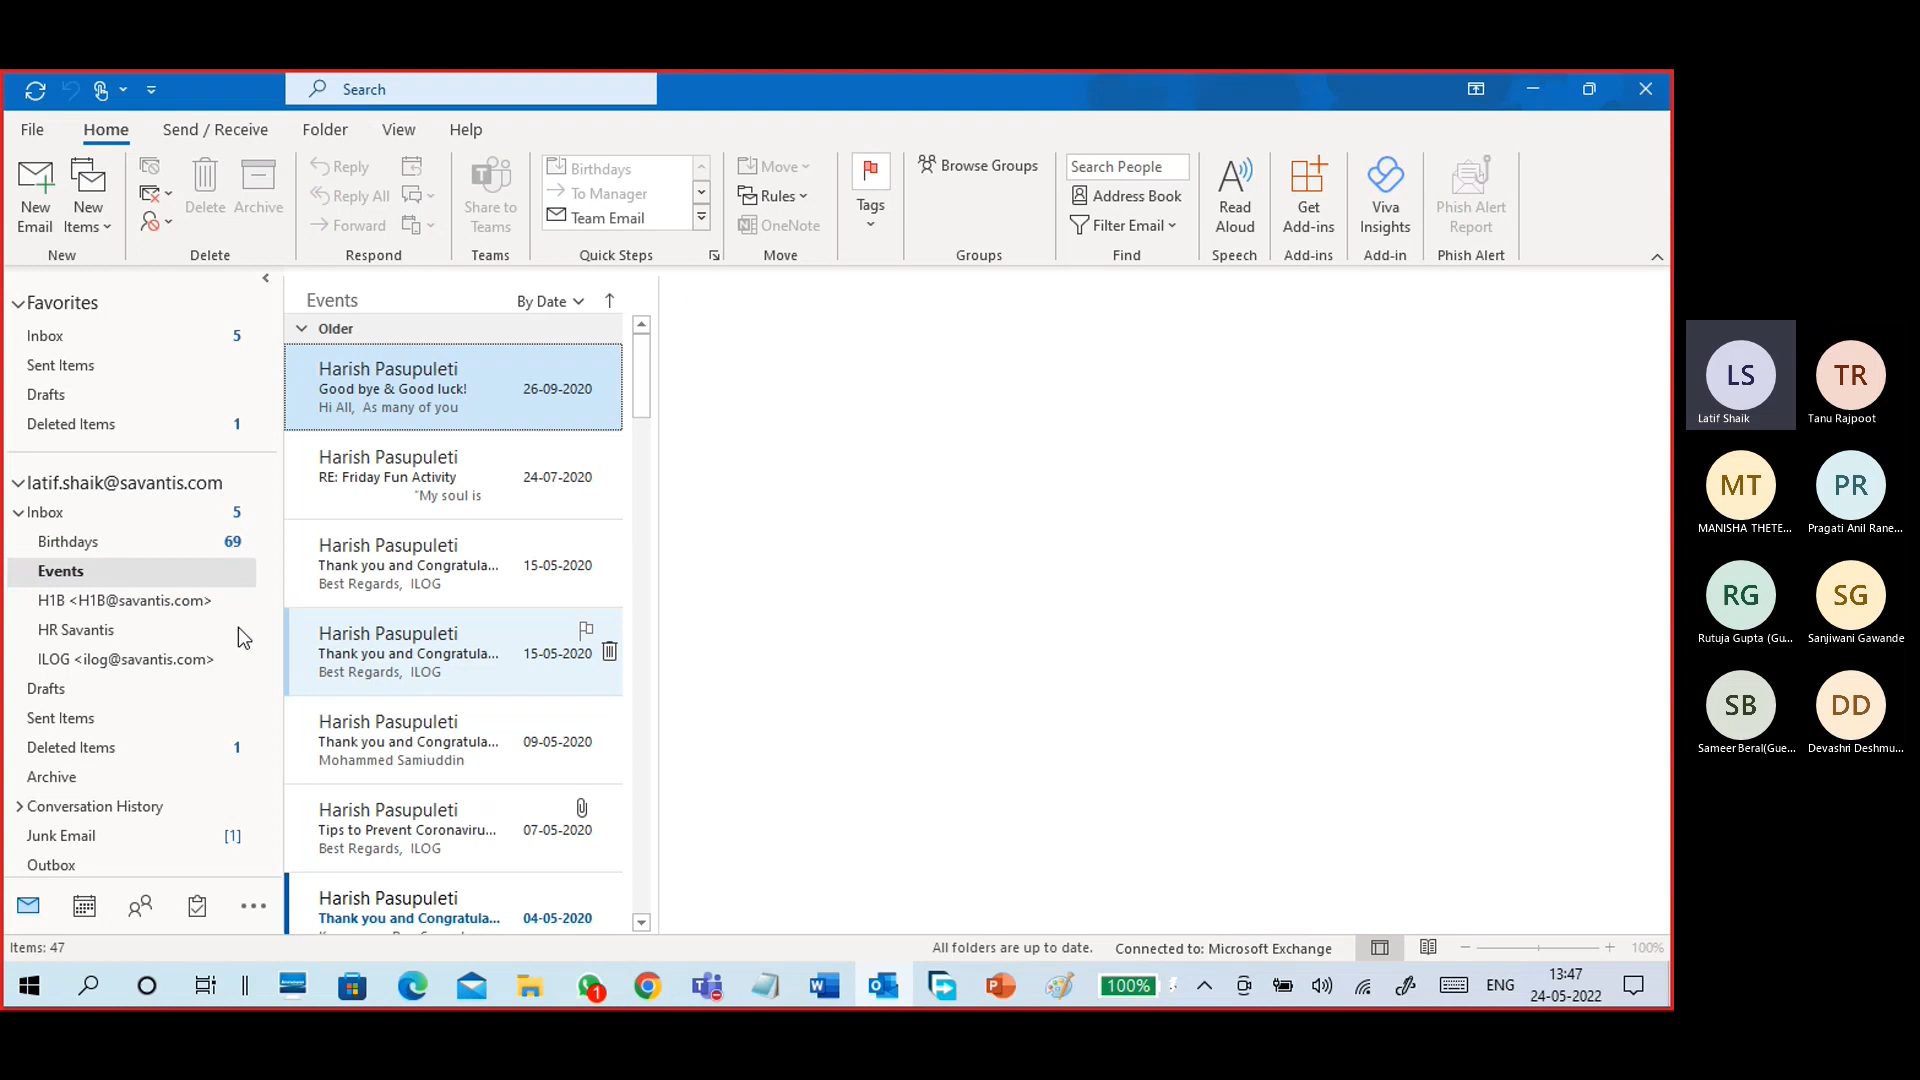 Search
File Home Send / Receive Folder View Help
New Email
New Items
Delete
Archive
Reply
Reply All
Forward
Share to Teams
Birthdays
To Manager
Team Email
Move
Rules
OneNote
Tags
Browse Groups
Search People
Address Book
Filter Email
Read Aloud
Get Add-ins
Viva Insights
Phish Alert Report
New Delete Respond Teams Quick Steps Move Groups Find Speech Add-ins Add-in Phish Alert
Favorites
Inbox 5
Sent Items
Drafts
Deleted Items 1
latif.shaik@savantis.com
Inbox 5
Birthdays 69
Events
H1B <H1B@savantis.com>
HR Savantis
ILOG <ilog@savantis.com>
Drafts
Sent Items
Deleted Items 1
Archive
Conversation History
Junk Email [1]
Outbox
Events By Date
Older
Harish Pasupuleti
Good bye & Good luck! 26-09-2020
Hi All, As many of you
Harish Pasupuleti
RE: Friday Fun Activity 24-07-2020
"My soul is
Harish Pasupuleti
Thank you and Congratula... 15-05-2020
Best Regards, ILOG
Harish Pasupuleti
Thank you and Congratula... 15-05-2020
Best Regards, ILOG
Harish Pasupuleti
Thank you and Congratula... 09-05-2020
Mohammed Samiuddin
Harish Pasupuleti
Tips to Prevent Coronaviru... 07-05-2020
Best Regards, ILOG
Harish Pasupuleti
Thank you and Congratula... 04-05-2020
Items: 47 All folders are up to date. Connected to: Microsoft Exchange 100%
1 100% ENG 13:47
24-05-2022
LS TR
Latif Shaik Tanu Rajpoot
MT PR
MANISHA THETE... Pragati Anil Rane...
RG SG
Rutuja Gupta (Gu... Sanjiwani Gawande
SB DD
Sameer Beral(Gue... Devashri Deshmu...